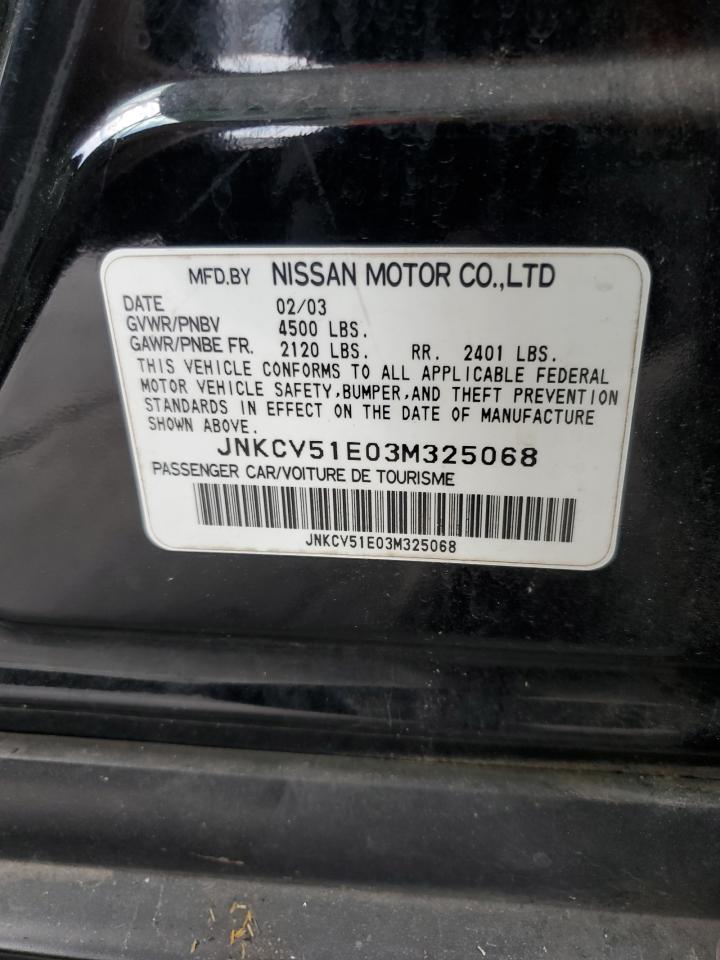 MFD.BY NISSAN MOTOR CO.,LTD
DATE 02/03
GVWR/PNBV 4500 LBS.
GAWR/PNBE FR. 2120 LBS. RR. 2401 LBS.
THIS VEHICLE CONFORMS TO ALL APPLICABLE FEDERAL
MOTOR VEHICLE SAFETY,BUMPER,AND THEFT PREVENTION
STANDARDS IN EFFECT ON THE DATE OF MANUFACTURE
SHOWN ABOVE. JNKCV51E03M325068
PASSENGER CAR/VOITURE DE TOURISME
JNKCV51E03M325068